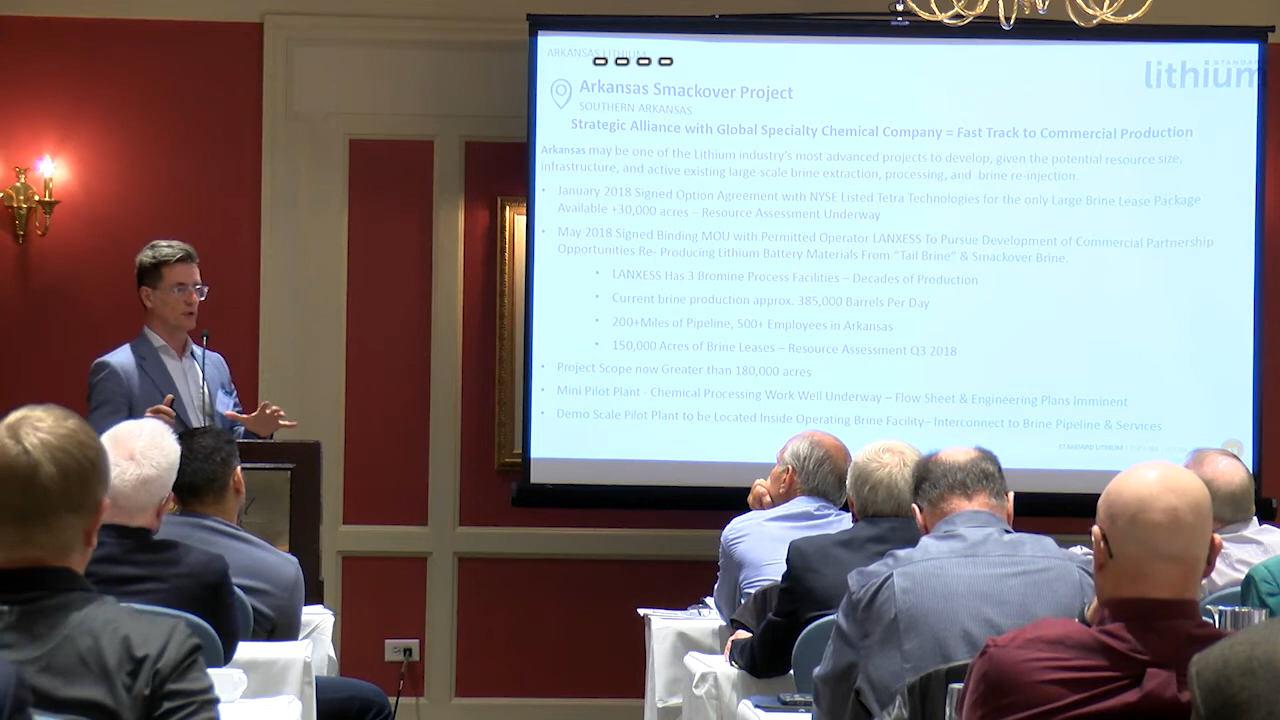 ARKANSAS LITHIUM
STANDARD
lithium
Arkansas Smackover Project
SOUTHERN ARKANSAS
Strategic Alliance with Global Specialty Chemical Company = Fast Track to Commercial Production
Arkansas may be one of the Lithium industry's most advanced projects to develop, given the potential resource size,
infrastructure, and active existing large-scale brine extraction, processing, and brine re-injection.
• January 2018 Signed Option Agreement with NYSE Listed Tetra Technologies for the only Large Brine Lease Package
Available +30,000 acres – Resource Assessment Underway
• May 2018 Signed Binding MOU with Permitted Operator LANXESS To Pursue Development of Commercial Partnership
Opportunities Re- Producing Lithium Battery Materials From "Tail Brine" & Smackover Brine.
• LANXESS Has 3 Bromine Process Facilities – Decades of Production
• Current brine production approx. 385,000 Barrels Per Day
• 200+Miles of Pipeline, 500+ Employees in Arkansas
• 150,000 Acres of Brine Leases – Resource Assessment Q3 2018
• Project Scope now Greater than 180,000 acres
• Mini Pilot Plant - Chemical Processing Work Well Underway – Flow Sheet & Engineering Plans Imminent
• Demo Scale Pilot Plant to be Located Inside Operating Brine Facility– Interconnect to Brine Pipeline & Services
STANDARD LITHIUM